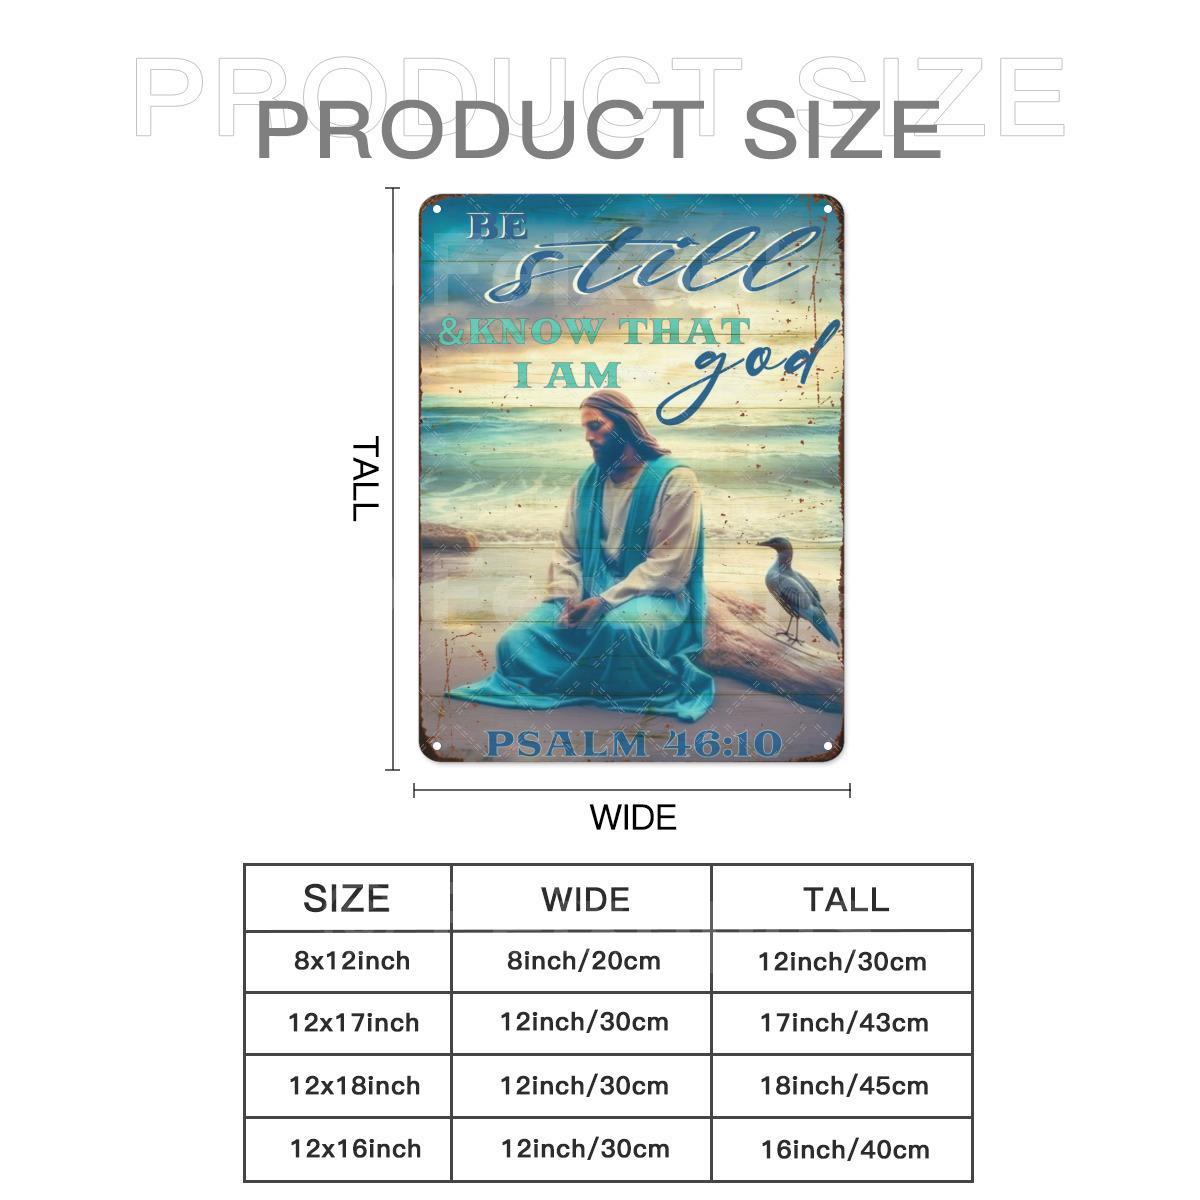 PRODUCT SIZE
PRODUCT SIZE
BE
still
&KNOW THAT
I AM god
PSALM 46:10
TALL
WIDE
SIZE WIDE TALL
8x12inch 8inch/20cm 12inch/30cm
12x17inch 12inch/30cm 17inch/43cm
12x18inch 12inch/30cm 18inch/45cm
12x16inch 12inch/30cm 16inch/40cm